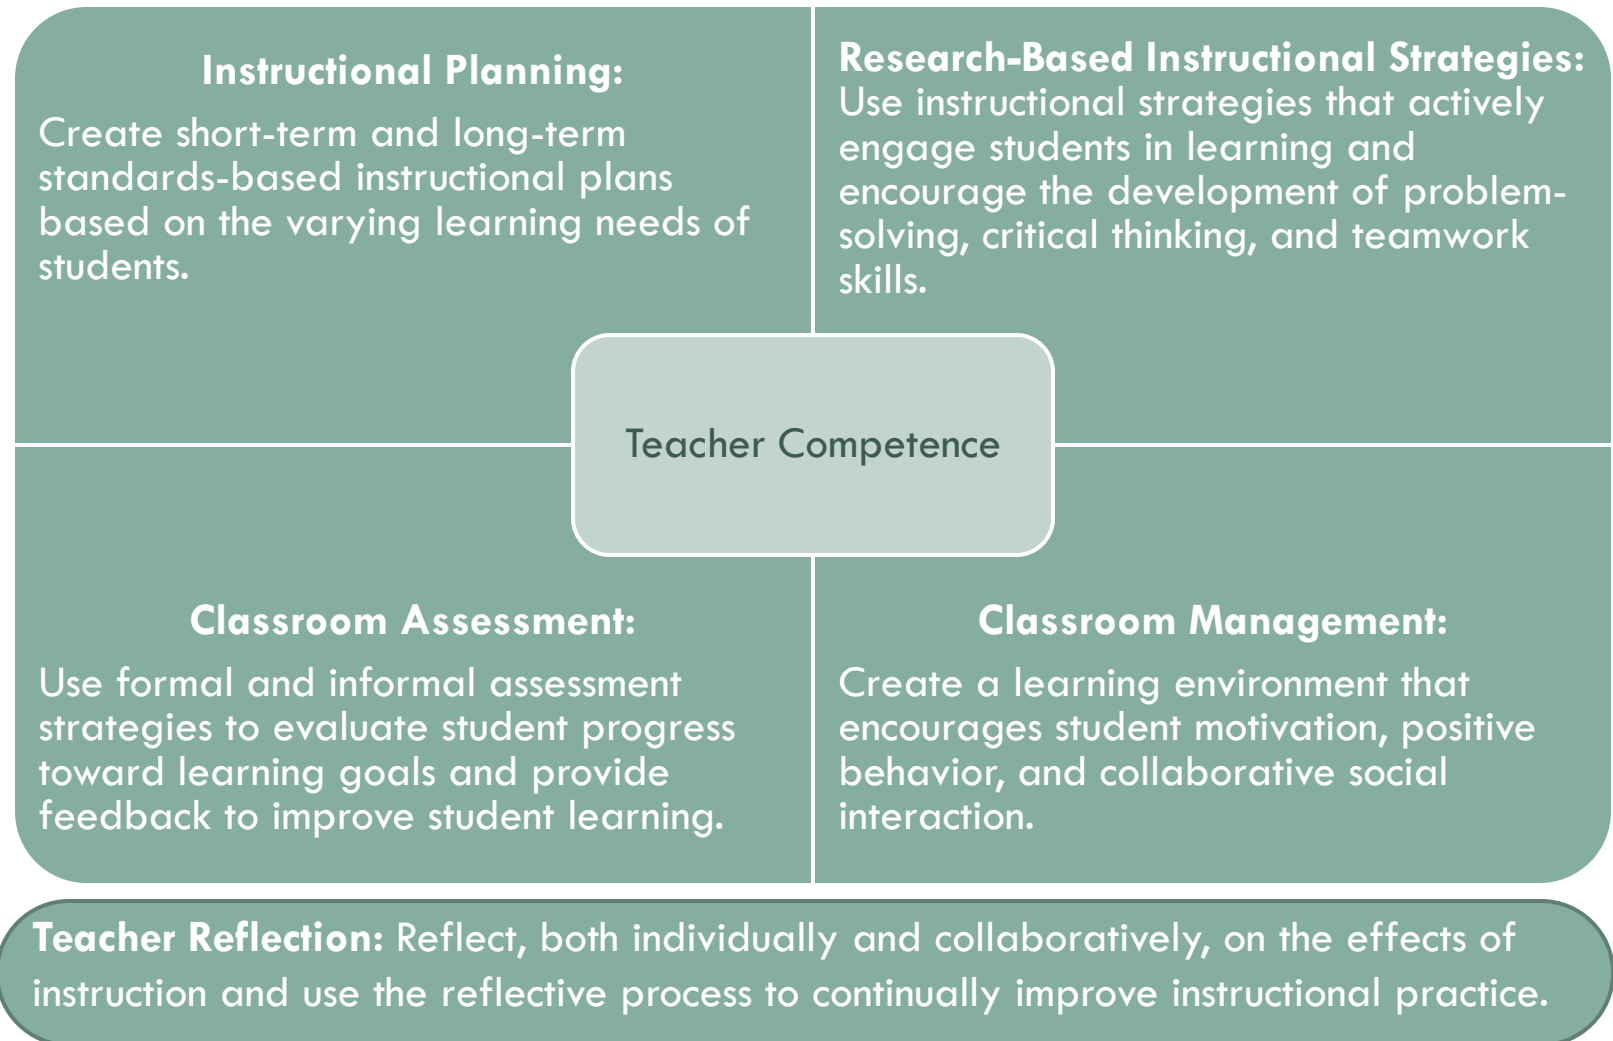 Instructional Planning:
Create short-term and long-term
standards-based instructional plans
based on the varying learning needs of
students.
Research-Based Instructional Strategies:
Use instructional strategies that actively
engage students in learning and
encourage the development of problem-
solving, critical thinking, and teamwork
skills.
Teacher Competence
Classroom Assessment:
Use formal and informal assessment
strategies to evaluate student progress
toward learning goals and provide
feedback to improve student learning.
Classroom Management:
Create a learning environment that
encourages student motivation, positive
behavior, and collaborative social
interaction.
Teacher Reflection: Reflect, both individually and collaboratively, on the effects of
instruction and use the reflective process to continually improve instructional practice.